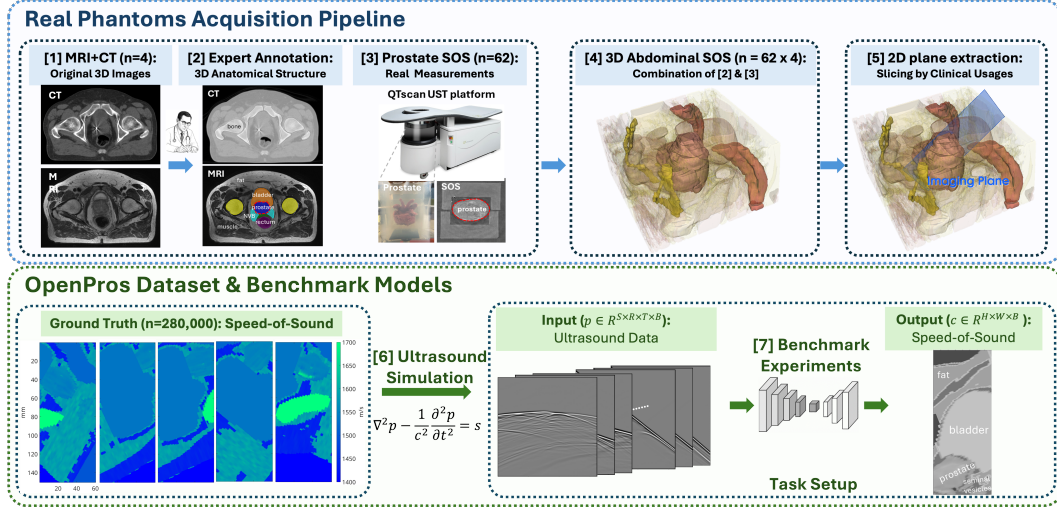 Real Phantoms Acquisition Pipeline
[1] MRI+CT (n=4):
Original 3D Images
CT
M
RI
[2] Expert Annotation:
3D Anatomical Structure
CT
bone
MRI
fat
bladder
prostate
NVB
rectum
muscle
[3] Prostate SOS (n=62):
Real Measurements
QTscan UST platform
Prostate
SOS
prostate
[4] 3D Abdominal SOS (n = 62 x 4):
Combination of [2] & [3]
[5] 2D plane extraction:
Slicing by Clinical Usages
Imaging Plane
OpenPros Dataset & Benchmark Models
Ground Truth (n=280,000): Speed-of-Sound
20
40
60
80
100
120
140
mm
20 40 60
1700
1650
1600
1550
1500
1450
1400
m/s
[6] Ultrasound
Simulation
∇²p − 1/c² ∂²p/∂t² = s
Input (p ∈ R^{S×R×T×B}):
Ultrasound Data
[7] Benchmark
Experiments
Task Setup
Output (c ∈ R^{H×W×B}):
Speed-of-Sound
fat
bladder
prostate
seminal
vesicles